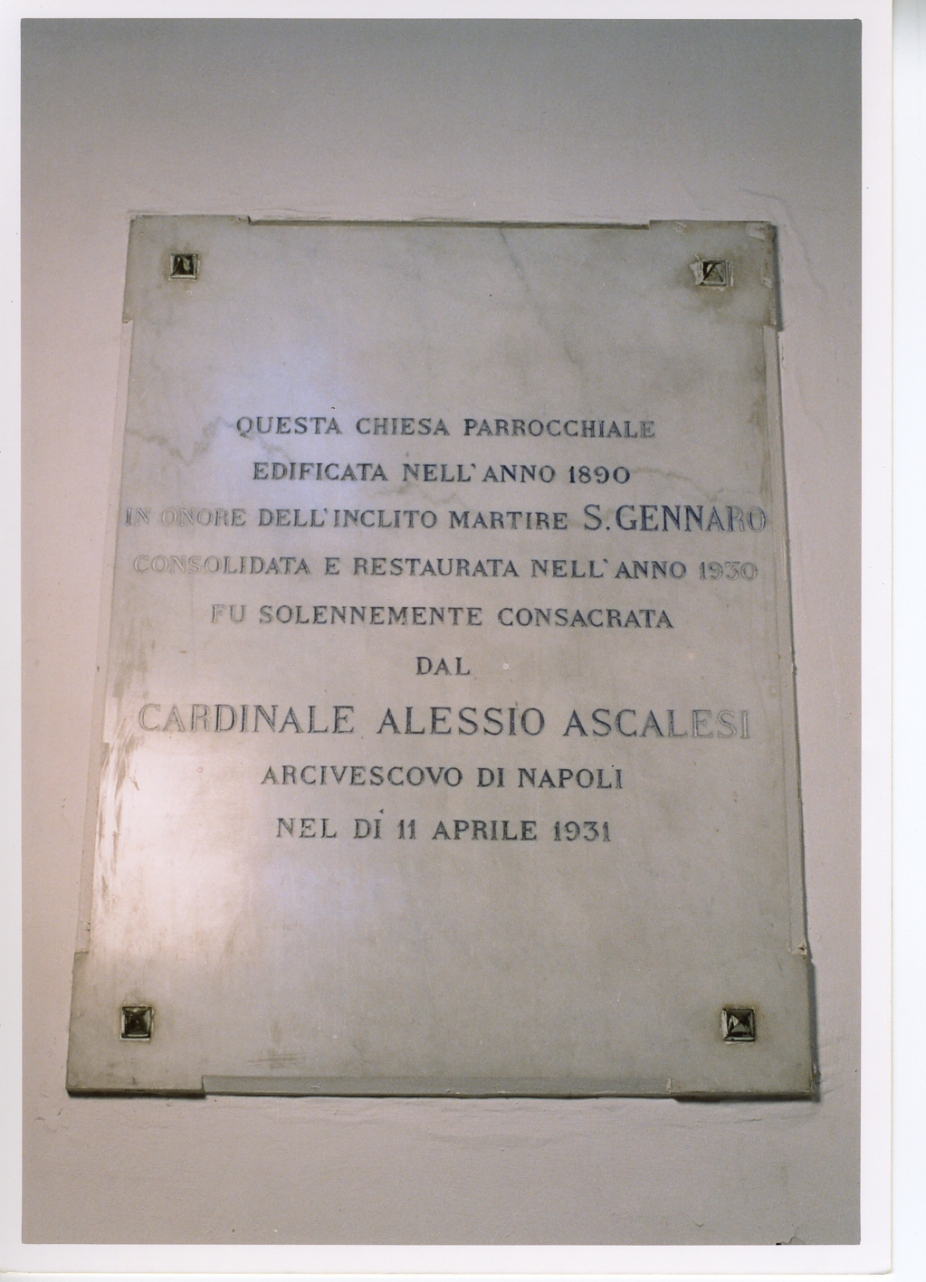 QUESTA CHIESA PARROCCHIALE
EDIFICATA NELL'ANNO 1890
IN ONORE DELL'INCLITO MARTIRE S. GENNARO
CONSOLIDATA E RESTAURATA NELL'ANNO 1930
FU SOLENNEMENTE CONSACRATA
DAL
CARDINALE ALESSIO ASCALESI
ARCIVESCOVO DI NAPOLI
NEL DÌ 11 APRILE 1931